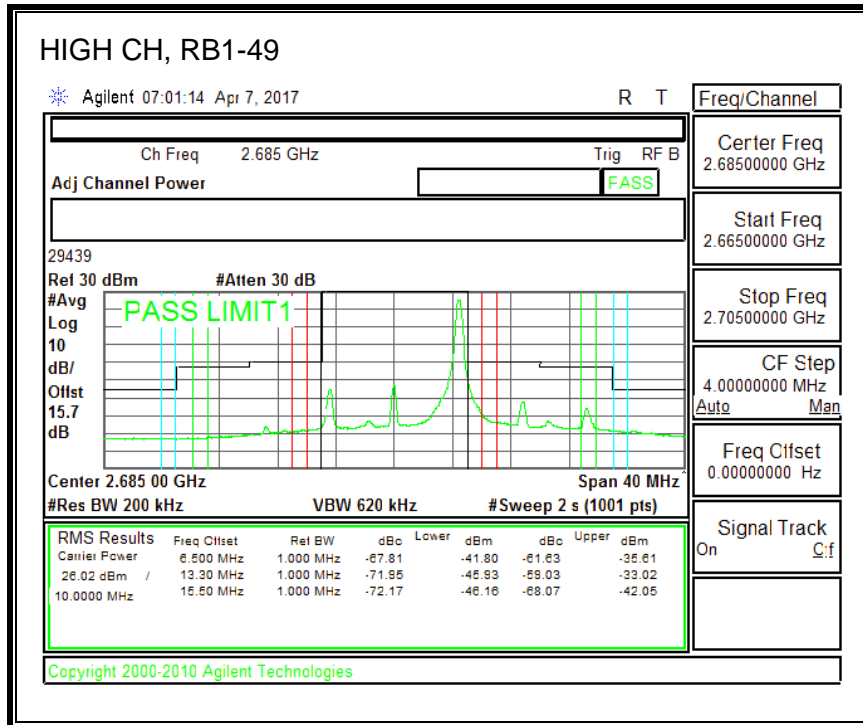 HIGH CH, RB1-49
Agilent 07:01:14 Apr 7, 2017 R T
Freq/Channel
Ch Freq 2.685 GHz Trig RF B
Adj Channel Power
PASS
29439
Ref 30 dBm #Atten 30 dB
#Avg
Log
10
dB/
Offst
15.7
dB
PASS LIMIT1
Center 2.685 00 GHz Span 40 MHz
#Res BW 200 kHz VBW 620 kHz #Sweep 2 s (1001 pts)
RMS Results Freq Offset Ref BW dBc Lower dBm dBc Upper dBm
Carrier Power 6.500 MHz 1.000 MHz -67.81 -41.80 -61.63 -35.61
26.02 dBm / 13.30 MHz 1.000 MHz -71.95 -45.93 -59.03 -33.02
10.0000 MHz 15.50 MHz 1.000 MHz -72.17 -46.16 -68.07 -42.05
Center Freq
2.68500000 GHz
Start Freq
2.66500000 GHz
Stop Freq
2.70500000 GHz
CF Step
4.00000000 MHz
Auto Man
Freq Offset
0.00000000 Hz
Signal Track
On Off
Copyright 2000-2010 Agilent Technologies